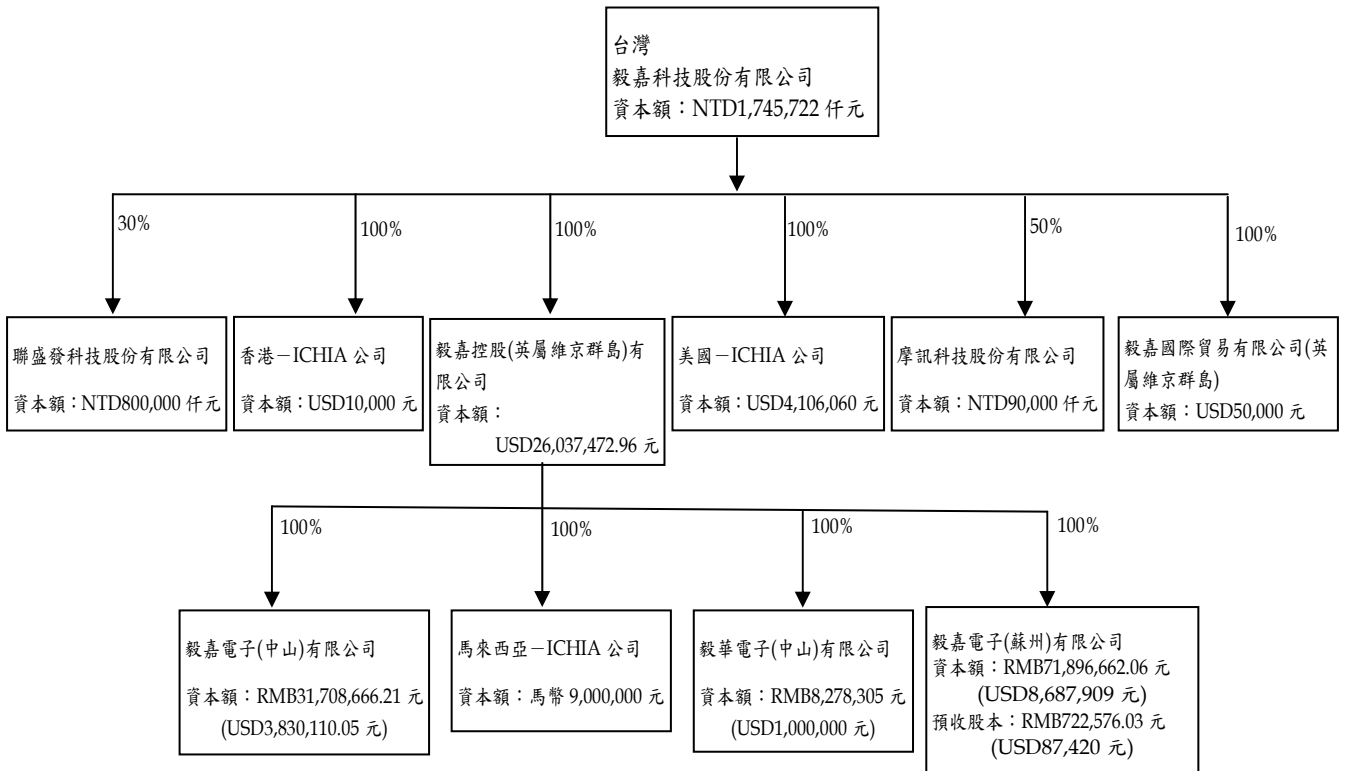 台灣
毅嘉科技股份有限公司
資本額：NTD1,745,722 仟元
30%
100%
100%
100%
50%
100%
聯盛發科技股份有限公司
資本額：NTD800,000 仟元
香港－ICHIA 公司
資本額：USD10,000 元
毅嘉控股(英屬維京群島)有
限公司
資本額：
USD26,037,472.96 元
美國－ICHIA 公司
資本額：USD4,106,060 元
摩訊科技股份有限公司
資本額：NTD90,000 仟元
毅嘉國際貿易有限公司(英
屬維京群島)
資本額：USD50,000 元
100%
100%
100%
100%
毅嘉電子(中山)有限公司
資本額：RMB31,708,666.21 元
(USD3,830,110.05 元)
馬來西亞－ICHIA 公司
資本額：馬幣 9,000,000 元
毅華電子(中山)有限公司
資本額：RMB8,278,305 元
(USD1,000,000 元)
毅嘉電子(蘇州)有限公司
資本額：RMB71,896,662.06 元
(USD8,687,909 元)
預收股本：RMB722,576.03 元
(USD87,420 元)